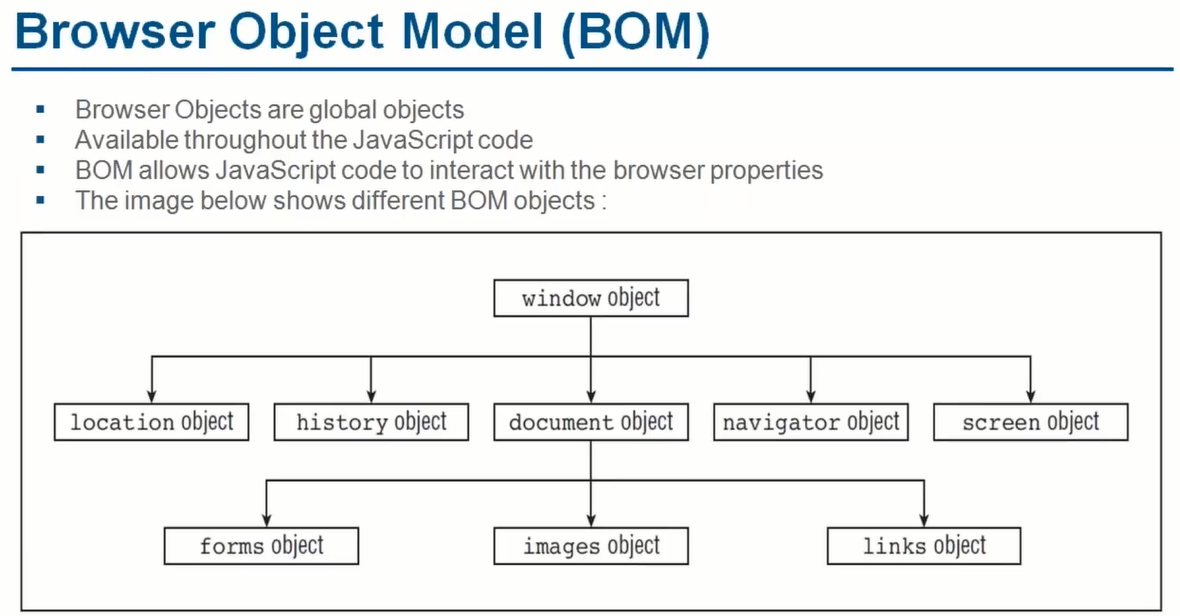 Browser Object Model (BOM)
Browser Objects are global objects
Available throughout the JavaScript code
BOM allows JavaScript code to interact with the browser properties
The image below shows different BOM objects :
window object
location object
history object
document object
navigator object
screen object
forms object
images object
links object